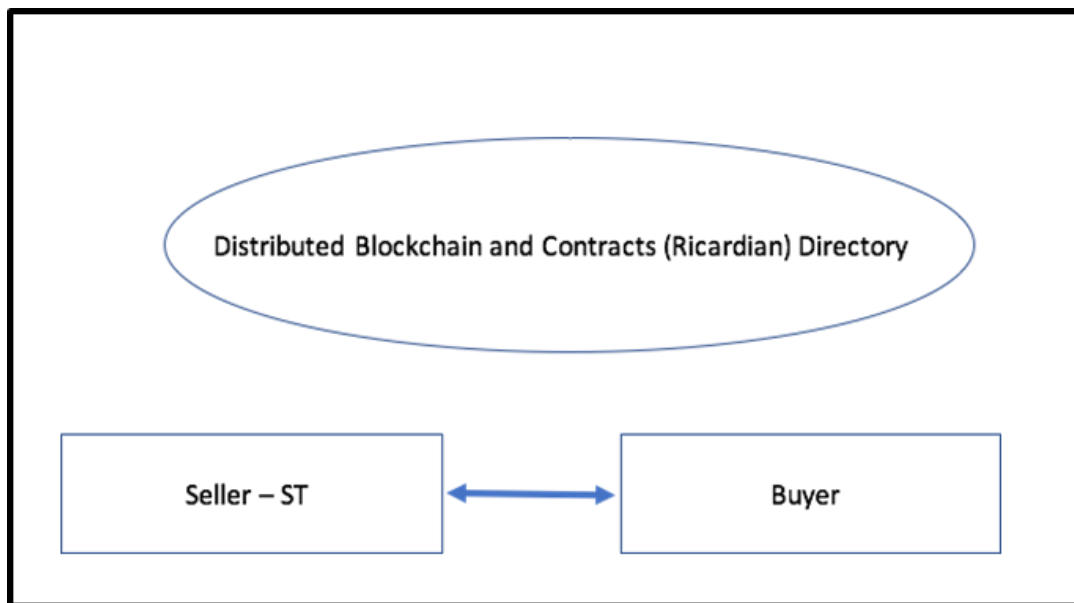 Distributed Blockchain and Contracts (Ricardian) Directory
Seller – ST
Buyer